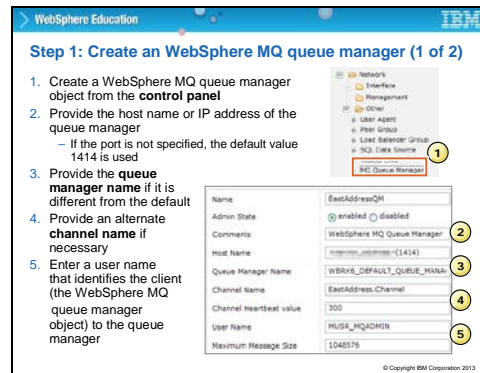 WebSphere Education
IBM
Step 1: Create an WebSphere MQ queue manager (1 of 2)
1. Create a WebSphere MQ queue manager
object from the control panel
2. Provide the host name or IP address of the
queue manager
– If the port is not specified, the default value
1414 is used
3. Provide the queue
manager name if it is
different from the default
4. Provide an alternate
channel name if
necessary
5. Enter a user name
that identifies the client
(the WebSphere MQ
queue manager
object) to the queue
manager
Network
Interface
Management
Other
User Agent
Peer Group
Load Balancer Group
SQL Data Source
1
MQ Queue Manager
Name
EastAddressQM
Admin State
enabled disabled
Comments
WebSphere MQ Queue Manager
2
Host Name
(1414)
Queue Manager Name
WBRK6_DEFAULT_QUEUE_MANA
3
Channel Name
EastAddress.Channel
4
Channel Heartbeat value
300
User Name
MUSR_MQADMIN
5
Maximum Message Size
1048576
© Copyright IBM Corporation 2013